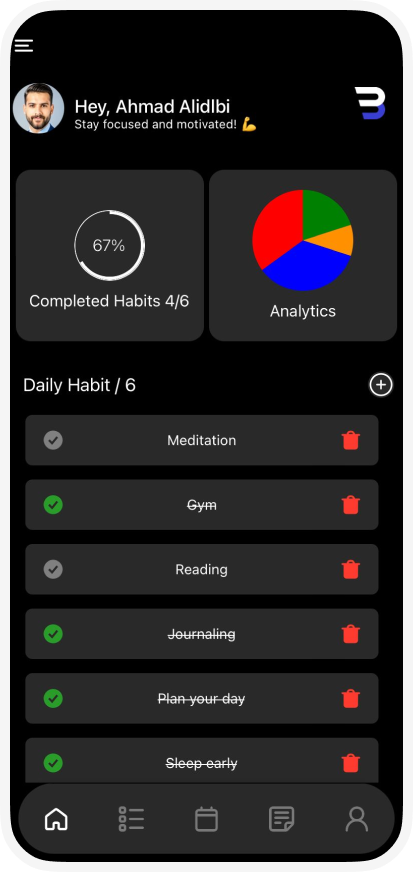 Hey, Ahmad Alidlbi
Stay focused and motivated! 💪
67%
Completed Habits 4/6
Analytics
Daily Habit / 6
Meditation
Gym
Reading
Journaling
Plan your day
Sleep early